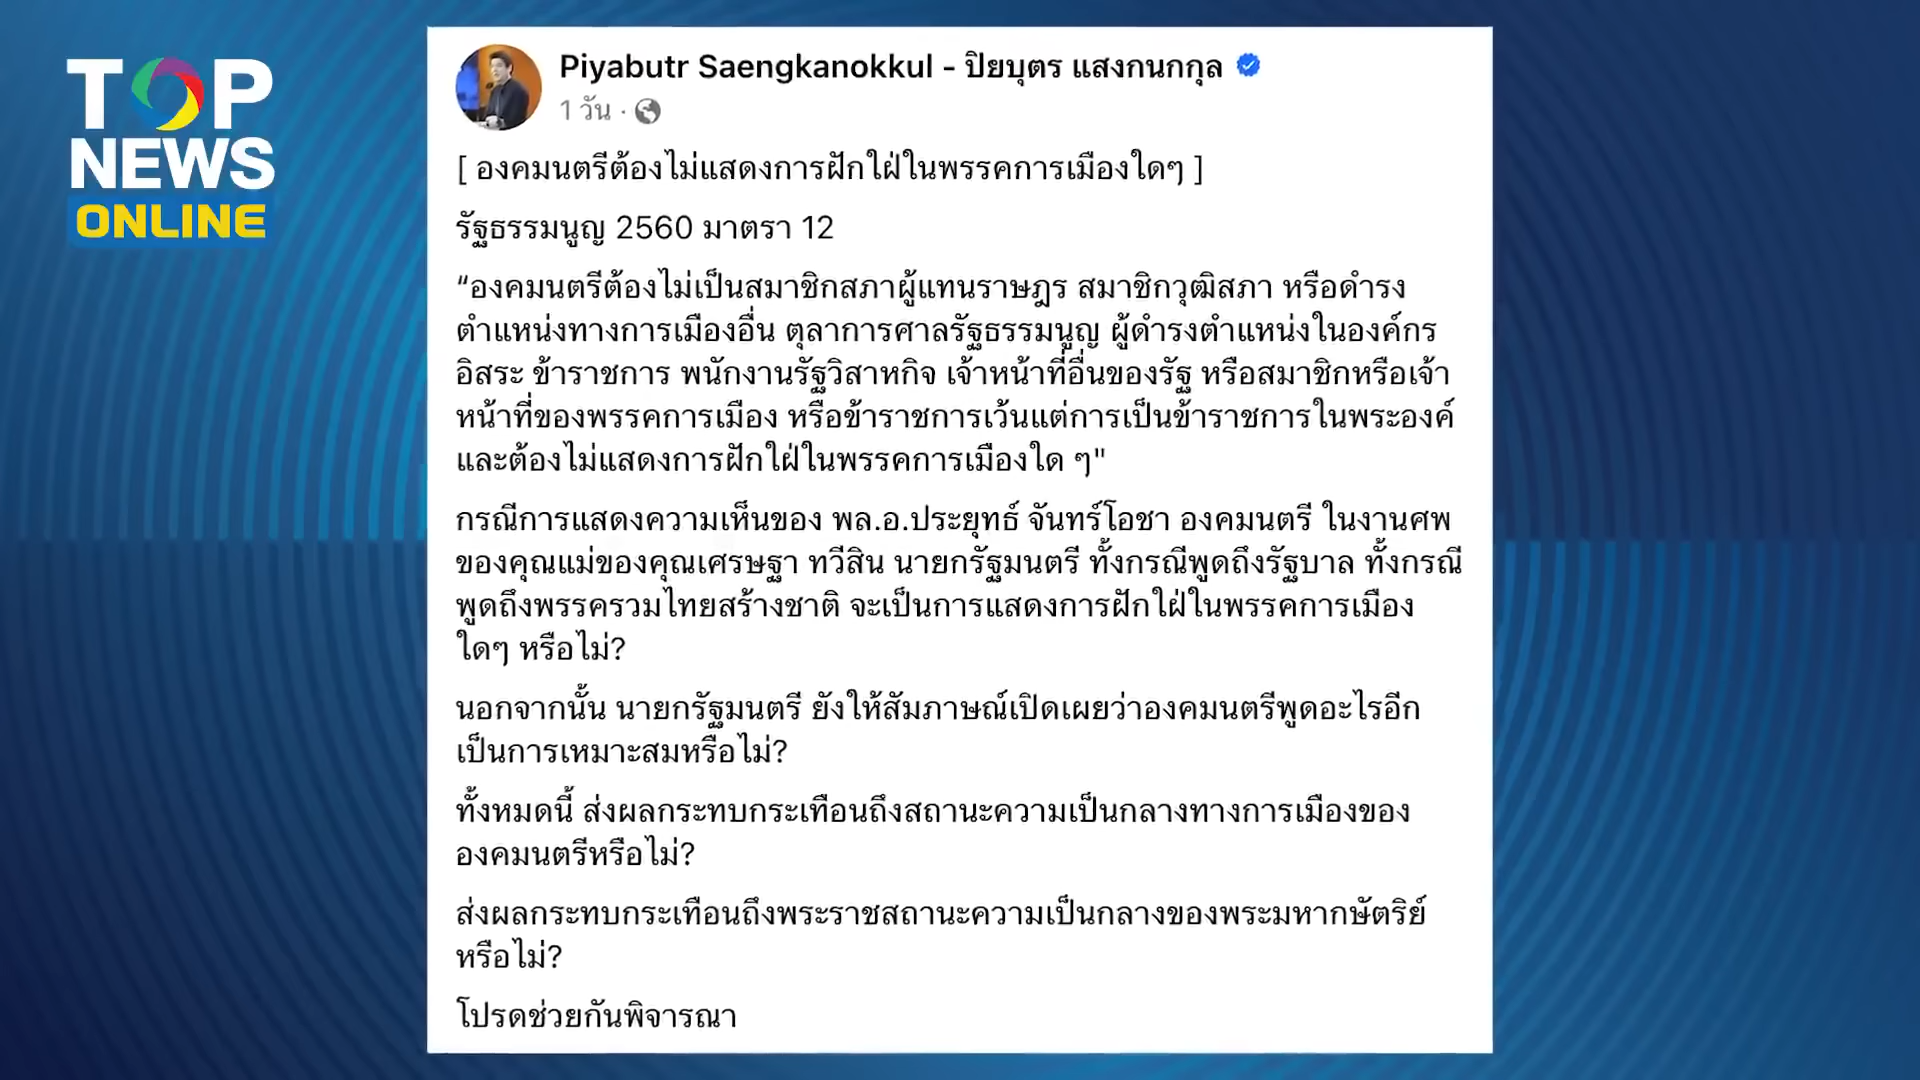 TOP
NEWS
ONLINE
Piyabutr Saengkanokkul - ปิยบุตร แสงกนกกุล
1 วัน ·
[ องคมนตรีต้องไม่แสดงการฝักใฝ่ในพรรคการเมืองใดๆ ]
รัฐธรรมนูญ 2560 มาตรา 12
“องคมนตรีต้องไม่เป็นสมาชิกสภาผู้แทนราษฎร สมาชิกวุฒิสภา หรือดำรง
ตำแหน่งทางการเมืองอื่น ตุลาการศาลรัฐธรรมนูญ ผู้ดำรงตำแหน่งในองค์กร
อิสระ ข้าราชการ พนักงานรัฐวิสาหกิจ เจ้าหน้าที่อื่นของรัฐ หรือสมาชิกหรือเจ้า
หน้าที่ของพรรคการเมือง หรือข้าราชการเว้นแต่การเป็นข้าราชการในพระองค์
และต้องไม่แสดงการฝักใฝ่ในพรรคการเมืองใด ๆ"
กรณีการแสดงความเห็นของ พล.อ.ประยุทธ์ จันทร์โอชา องคมนตรี ในงานศพ
ของคุณแม่ของคุณเศรษฐา ทวีสิน นายกรัฐมนตรี ทั้งกรณีพูดถึงรัฐบาล ทั้งกรณี
พูดถึงพรรครวมไทยสร้างชาติ จะเป็นการแสดงการฝักใฝ่ในพรรคการเมือง
ใดๆ หรือไม่?
นอกจากนั้น นายกรัฐมนตรี ยังให้สัมภาษณ์เปิดเผยว่าองคมนตรีพูดอะไรอีก
เป็นการเหมาะสมหรือไม่?
ทั้งหมดนี้ ส่งผลกระทบกระเทือนถึงสถานะความเป็นกลางทางการเมืองของ
องคมนตรีหรือไม่?
ส่งผลกระทบกระเทือนถึงพระราชสถานะความเป็นกลางของพระมหากษัตริย์
หรือไม่?
โปรดช่วยกันพิจารณา